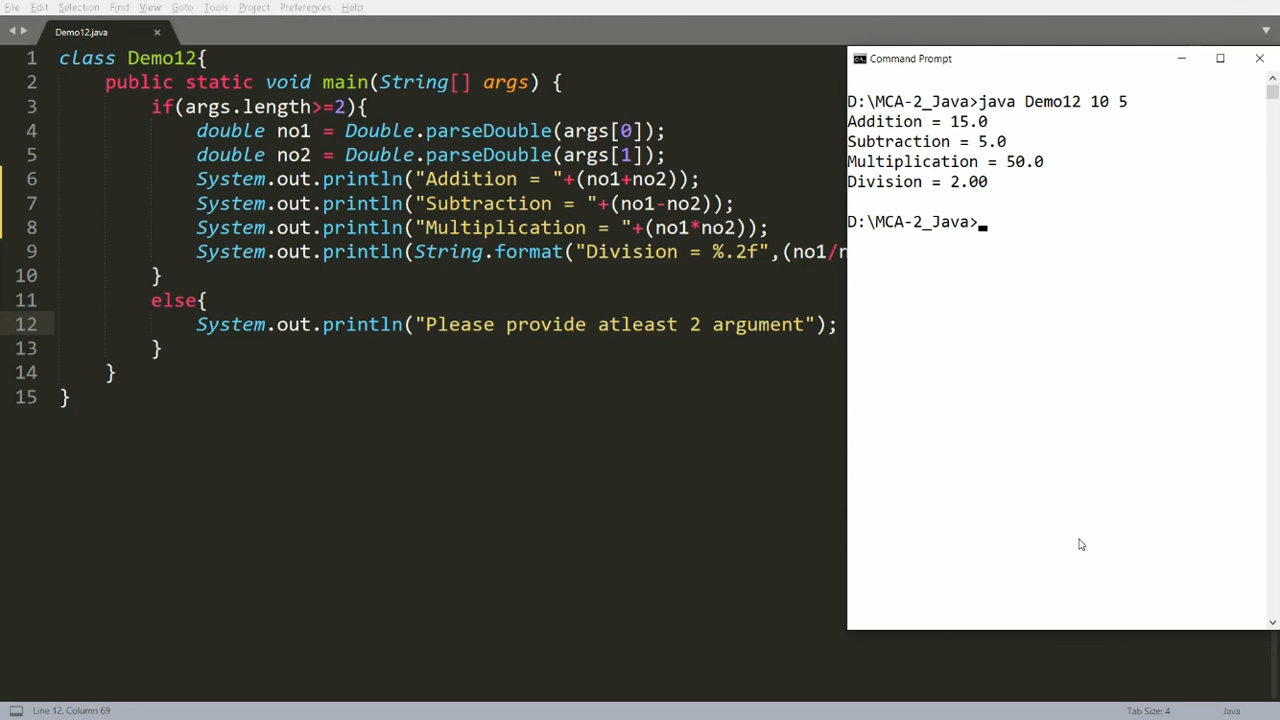 File Edit Selection Find View Goto Tools Project Preferences Help
Demo12.java
1 class Demo12{
2 public static void main(String[] args) {
3 if(args.length>=2){
4 double no1 = Double.parseDouble(args[0]);
5 double no2 = Double.parseDouble(args[1]);
6 System.out.println("Addition = "+(no1+no2));
7 System.out.println("Subtraction = "+(no1-no2));
8 System.out.println("Multiplication = "+(no1*no2));
9 System.out.println(String.format("Division = %.2f",(no1/
10 }
11 else{
12 System.out.println("Please provide atleast 2 argument");
13 }
14 }
15 }
Command Prompt
D:\MCA-2_Java>java Demo12 10 5
Addition = 15.0
Subtraction = 5.0
Multiplication = 50.0
Division = 2.00
D:\MCA-2_Java>
Line 12, Column 69
Tab Size: 4
Java